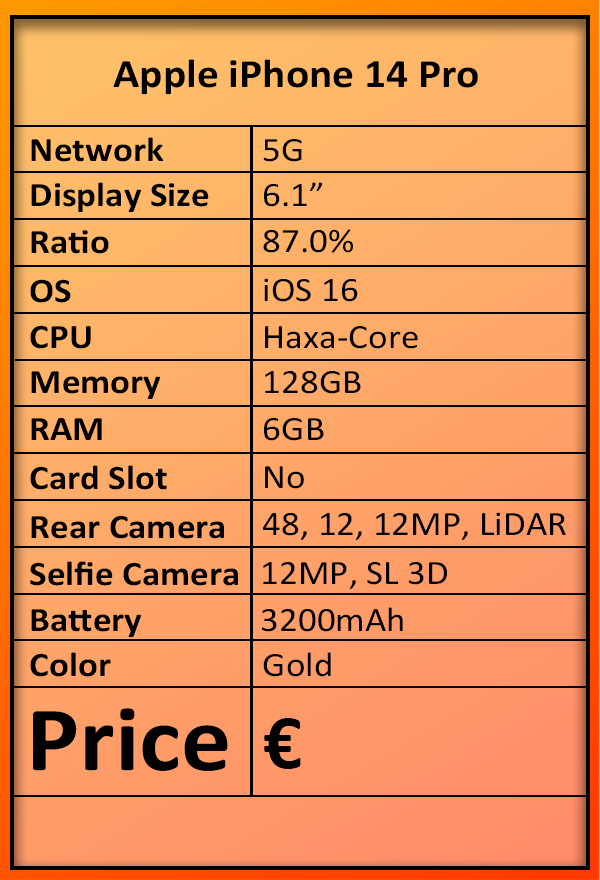 Apple iPhone 14 Pro
Network 5G
Display Size 6.1”
Ratio 87.0%
OS iOS 16
CPU Haxa-Core
Memory 128GB
RAM 6GB
Card Slot No
Rear Camera 48, 12, 12MP, LiDAR
Selfie Camera 12MP, SL 3D
Battery 3200mAh
Color Gold
Price €